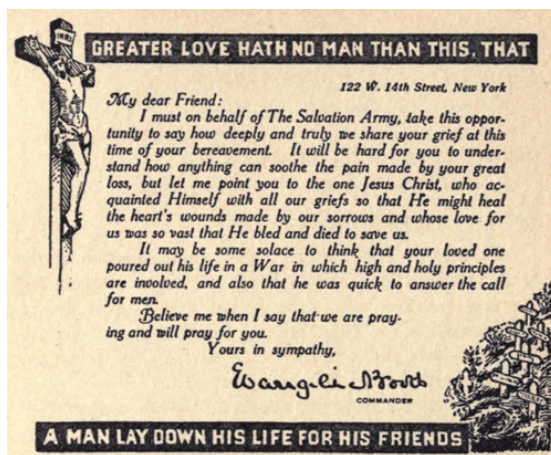 INRI
GREATER LOVE HATH NO MAN THAN THIS, THAT
122 W. 14th Street, New York
My dear Friend:
I must on behalf of The Salvation Army, take this oppor-
tunity to say how deeply and truly we share your grief at this
time of your bereavement. It will be hard for you to under-
stand how anything can soothe the pain made by your great
loss, but let me point you to the one Jesus Christ, who ac-
quainted Himself with all our griefs so that He might heal
the heart's wounds made by our sorrows and whose love for
us was so vast that He bled and died to save us.
It may be some solace to think that your loved one
poured out his life in a War in which high and holy principles
are involved, and also that he was quick to answer the call
for men.
Believe me when I say that we are pray-
ing and will pray for you.
Yours in sympathy,
Evangeline Booth
COMMANDER
A MAN LAY DOWN HIS LIFE FOR HIS FRIENDS